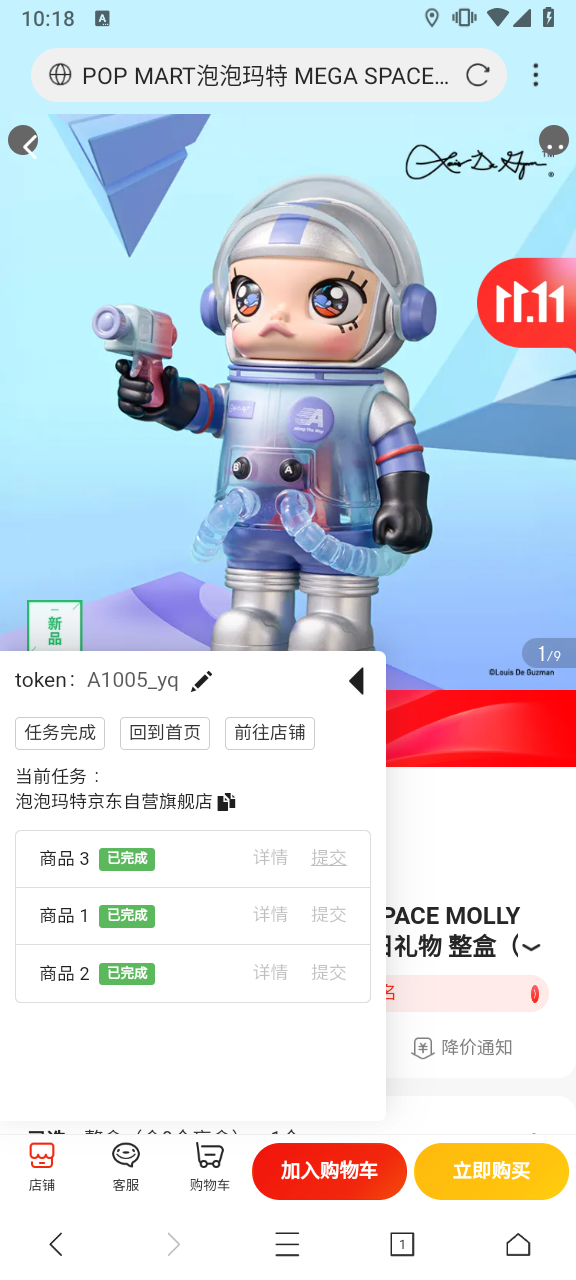 10:18
A
POP MART泡泡玛特 MEGA SPACE…
TM
®
11.11
B
A
新品
1/9
©Louis De Guzman
token： A1005_yq
任务完成 回到首页 前往店铺
当前任务：
泡泡玛特京东自营旗舰店
商品 3 已完成 详情 提交
商品 1 已完成 详情 提交
商品 2 已完成 详情 提交
PACE MOLLY
礼物 整盒（
名
降价通知
店铺 客服 购物车 加入购物车 立即购买
1